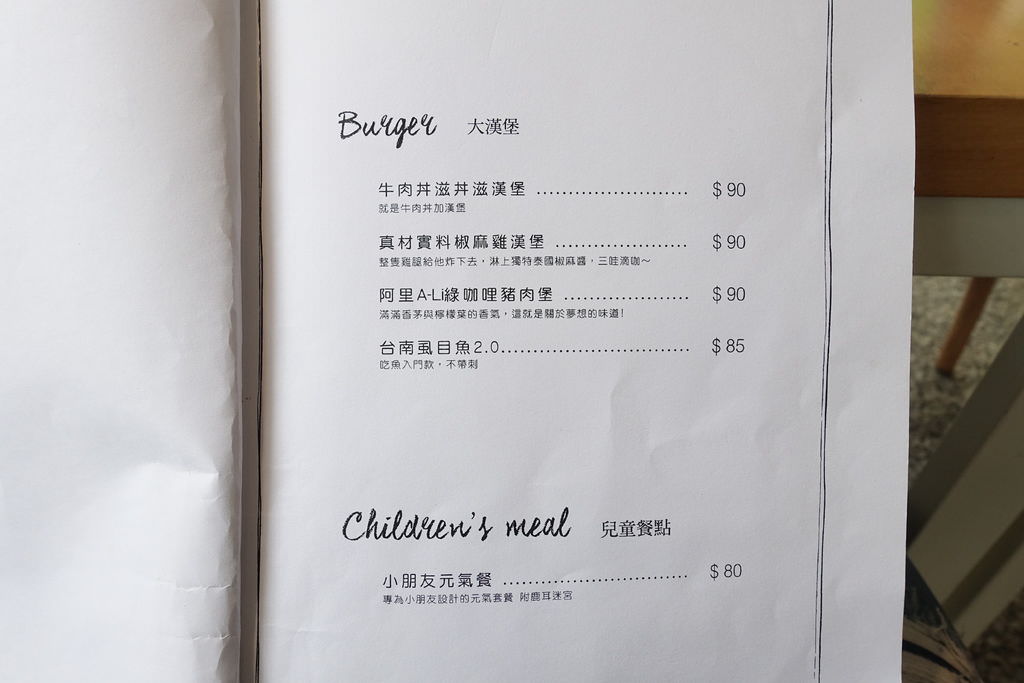 Burger 大漢堡
牛肉丼滋丼滋漢堡 ........................ $ 90
就是牛肉丼加漢堡
真材實料椒麻雞漢堡 ..................... $ 90
整隻雞腿給他炸下去，淋上獨特泰國椒麻醬，三哇滴咖～
阿里A-Li綠咖哩豬肉堡 .................... $ 90
滿滿香茅與檸檬葉的香氣，這就是關於夢想的味道!
台南虱目魚2.0.............................. $ 85
吃魚入門款，不帶刺
Children's meal 兒童餐點
小朋友元氣餐 ............................. $ 80
專為小朋友設計的元氣套餐 附鹿耳迷宮